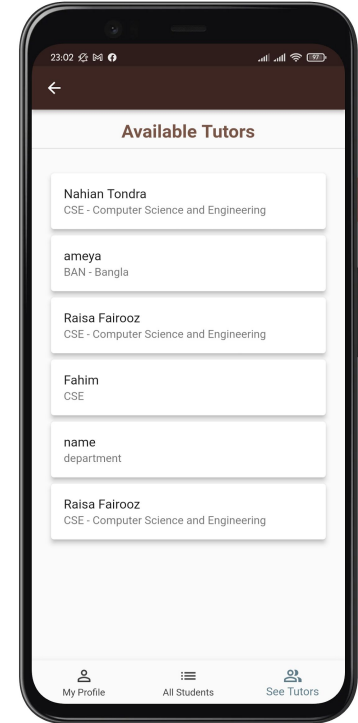 23:02
97
Available Tutors
Nahian Tondra
CSE - Computer Science and Engineering
ameya
BAN - Bangla
Raisa Fairooz
CSE - Computer Science and Engineering
Fahim
CSE
name
department
Raisa Fairooz
CSE - Computer Science and Engineering
My Profile
All Students
See Tutors